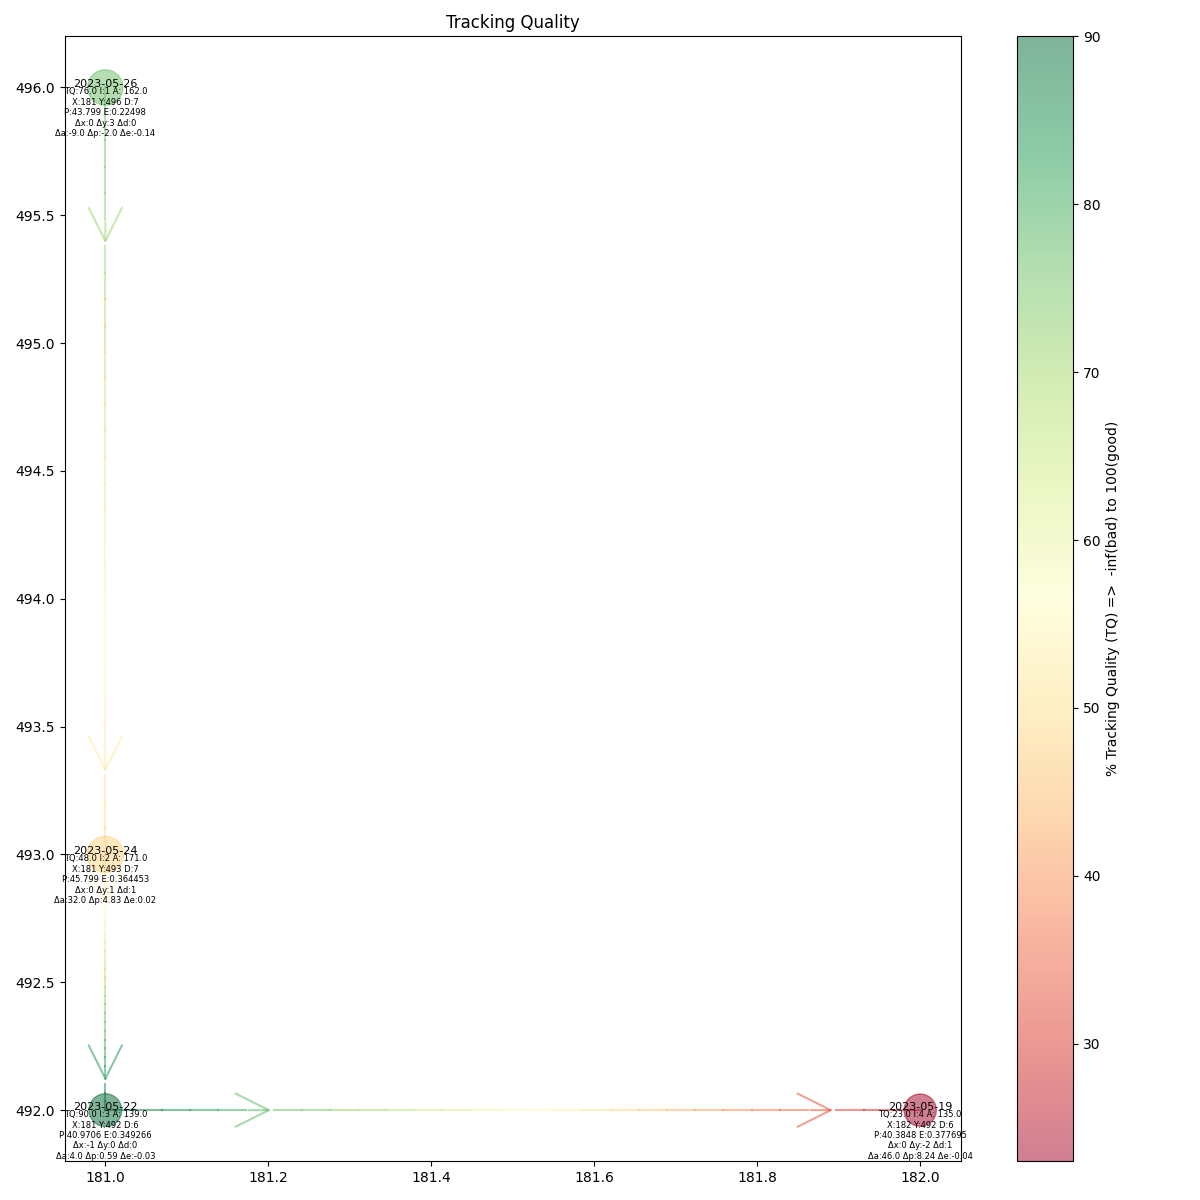 Tracking Quality
496.0
495.5
495.0
494.5
494.0
493.5
493.0
492.5
492.0
181.0
181.2
181.4
181.6
181.8
182.0
2023-05-26
TQ:76.0 I:1 A: 162.0
X:181 Y:496 D:7
P:43.799 E:0.22498
Δx:0 Δy:3 Δd:0
Δa:-9.0 Δp:-2.0 Δe:-0.14
2023-05-24
TQ:48.0 I:2 A: 171.0
X:181 Y:493 D:7
P:45.799 E:0.364453
Δx:0 Δy:1 Δd:1
Δa:32.0 Δp:4.83 Δe:0.02
2023-05-22
TQ:90.0 I:3 A: 139.0
X:181 Y:492 D:6
P:40.9706 E:0.349266
Δx:-1 Δy:0 Δd:0
Δa:4.0 Δp:0.59 Δe:-0.03
2023-05-19
TQ:23.0 I:4 A: 135.0
X:182 Y:492 D:6
P:40.3848 E:0.377695
Δx:0 Δy:-2 Δd:1
Δa:46.0 Δp:8.24 Δe:-0.04
90
80
70
60
50
40
30
% Tracking Quality (TQ) =>  -inf(bad) to 100(good)